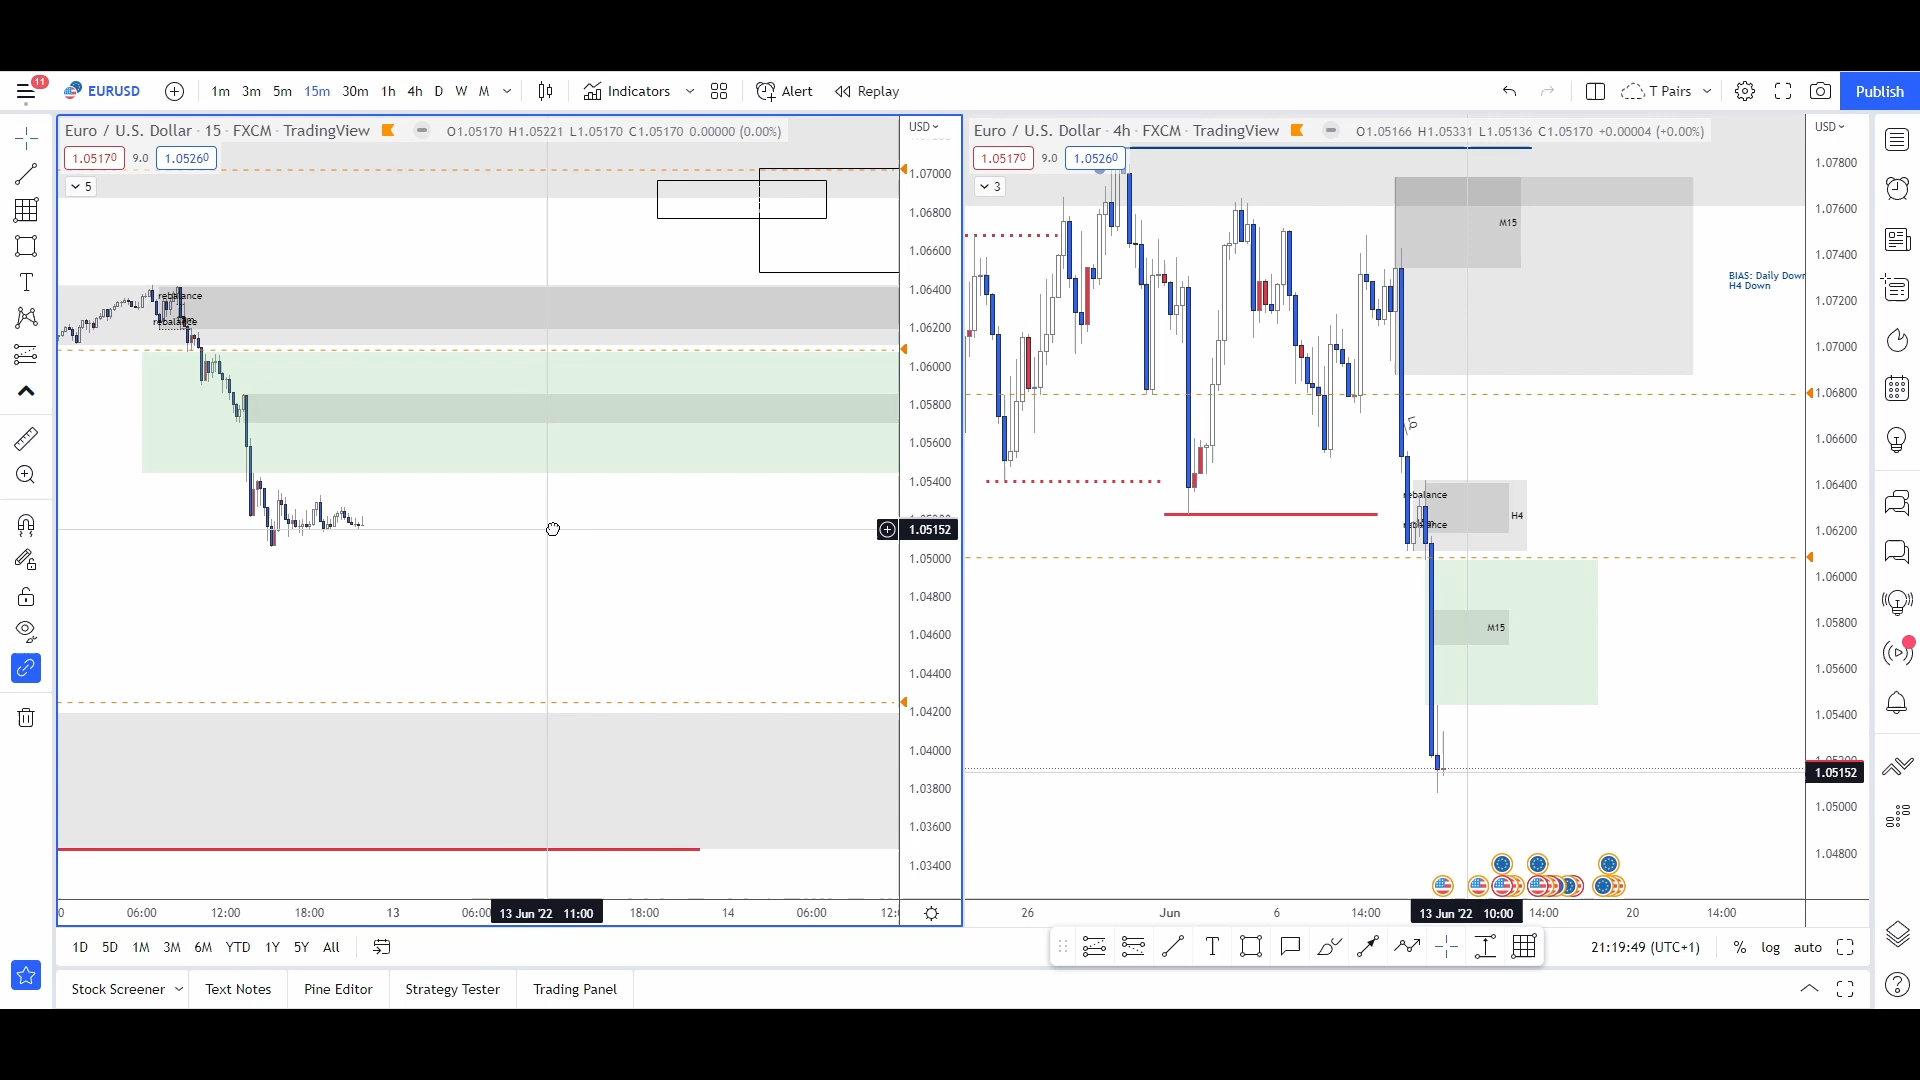 11
EURUSD
1m 3m 5m 15m 30m 1h 4h D W M
Indicators
Alert
Replay
T Pairs
Publish
Euro / U.S. Dollar · 15 · FXCM · TradingView
O1.05170 H1.05221 L1.05170 C1.05170 0.00000 (0.00%)
USD
1.05170 9.0 1.05260
5
1.07000
1.06800
1.06600
1.06400
1.06200
1.06000
1.05800
1.05600
1.05400
1.05152
1.05000
1.04800
1.04600
1.04400
1.04200
1.04000
1.03800
1.03600
1.03400
rebalance
rebalance
06:00 12:00 18:00 13 06:00 13 Jun '22 11:00 18:00 14 06:00 12:
Euro / U.S. Dollar · 4h · FXCM · TradingView
O1.05166 H1.05331 L1.05136 C1.05170 +0.00004 (+0.00%)
USD
1.05170 9.0 1.05260
3
M15
BIAS: Daily Down
H4 Down
LQ
rebalance
H4
M15
1.07800
1.07600
1.07400
1.07200
1.07000
1.06800
1.06600
1.06400
1.06200
1.06000
1.05800
1.05600
1.05400
1.05152
1.05000
1.04800
26 Jun 6 14:00 13 Jun '22 10:00 14:00 20 14:00
1D 5D 1M 3M 6M YTD 1Y 5Y All
21:19:49 (UTC+1)
% log auto
Stock Screener
Text Notes
Pine Editor
Strategy Tester
Trading Panel